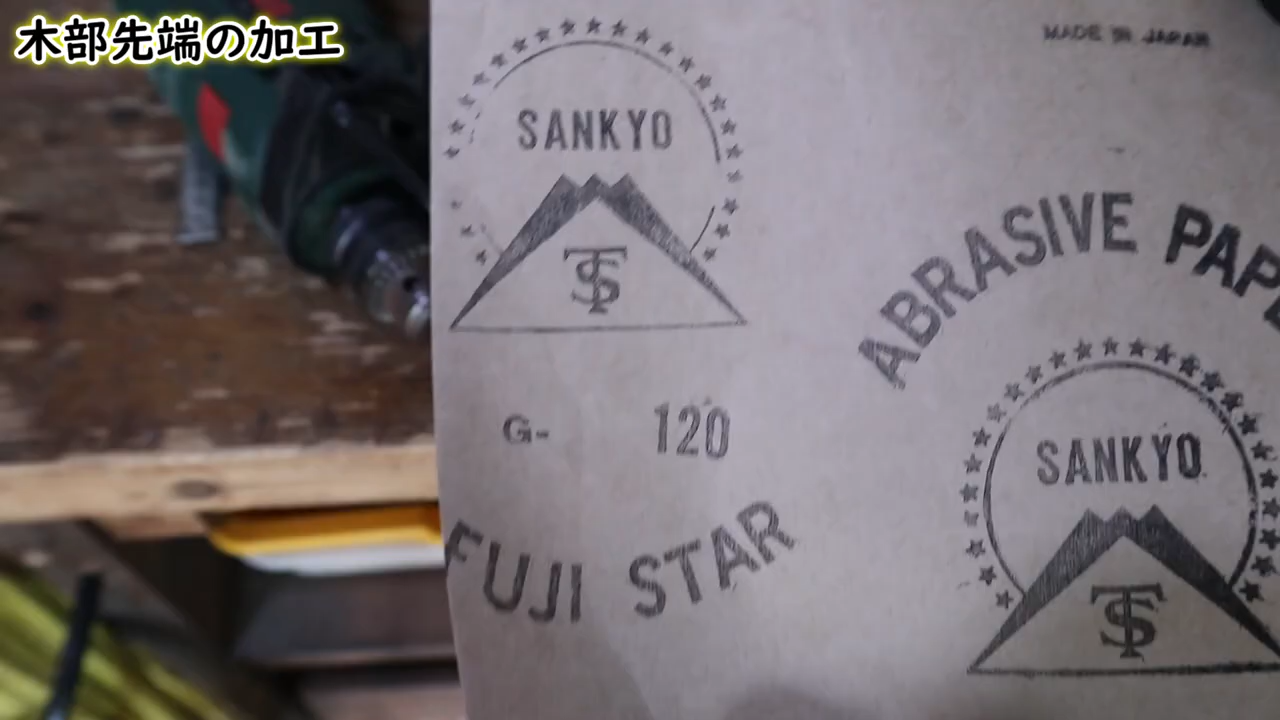 木部先端の加工
MADE IN JAPAN
SANKYO
TS
ABRASIVE PAPE
G- 120
SANKYO
FUJI STAR
TS